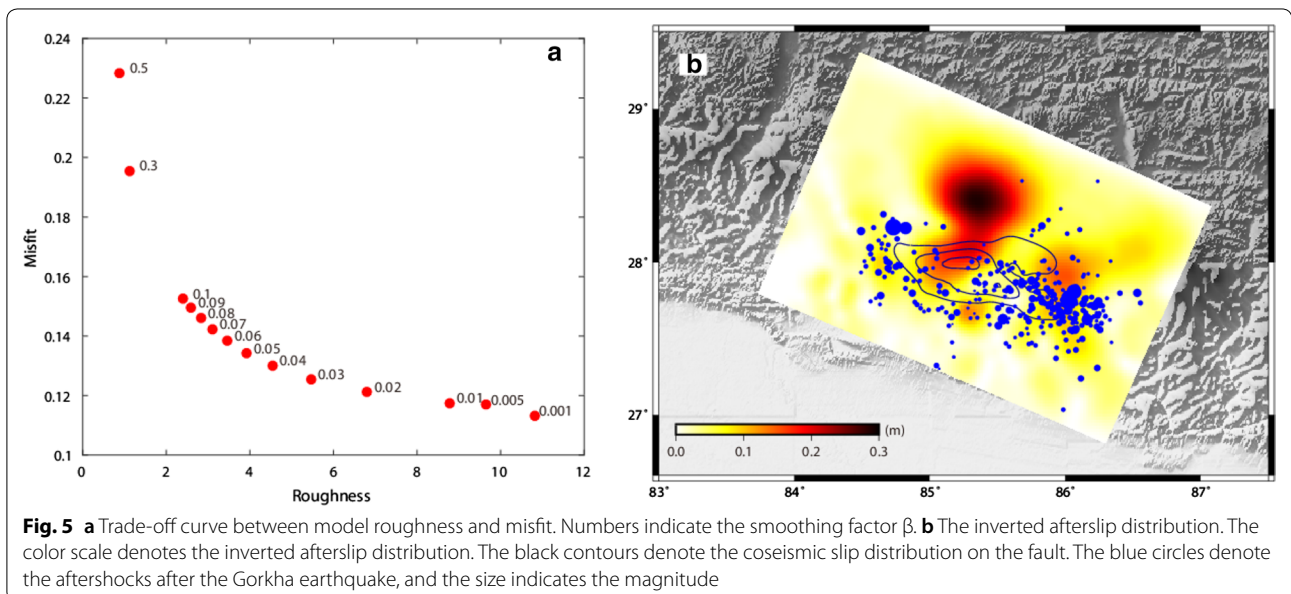 a
0.24
0.22
0.2
0.18
0.16
0.14
0.12
0.1
Misfit
0.5
0.3
0.1
0.09
0.08
0.07
0.06
0.05
0.04
0.03
0.02
0.01
0.005
0.001
0 2 4 6 8 10 12
Roughness
b
29°
28°
27°
(m)
0.0 0.1 0.2 0.3
83° 84° 85° 86° 87°
Fig. 5 a Trade-off curve between model roughness and misfit. Numbers indicate the smoothing factor β. b The inverted afterslip distribution. The
color scale denotes the inverted afterslip distribution. The black contours denote the coseismic slip distribution on the fault. The blue circles denote
the aftershocks after the Gorkha earthquake, and the size indicates the magnitude